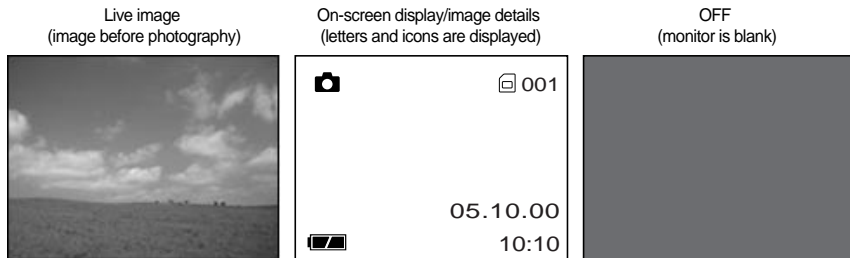 Live image
(image before photography)
On-screen display/image details
(letters and icons are displayed)
OFF
(monitor is blank)
001
05.10.00
10:10